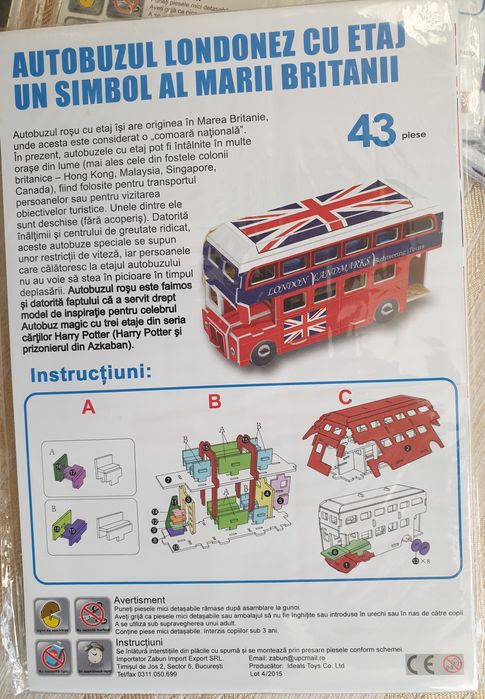 AUTOBUZUL LONDONEZ CU ETAJ
UN SIMBOL AL MARII BRITANII
Autobuzul roșu cu etaj își are originea în Marea Britanie,
unde acesta este considerat o „comoară națională”.
În prezent, autobuzele cu etaj pot fi întâlnite în multe
orașe din lume (mai ales cele din fostele colonii
britanice – Hong Kong, Malaysia, Singapore,
Canada), fiind folosite pentru transportul
persoanelor sau pentru vizitarea
obiectivelor turistice. Unele dintre ele
sunt deschise (fără acoperiș). Datorită
înălțimii și centrului de greutate ridicat,
aceste autobuze speciale se supun
unor restricții de viteză, iar persoanele
care călătoresc la etajul autobuzului
nu au voie să stea în picioare în timpul
deplasării. Autobuzul roșu este faimos
și datorită faptului că a servit drept
model de inspirație pentru celebrul
Autobuz magic cu trei etaje din seria
cărților Harry Potter (Harry Potter și
prizonierul din Azkaban).
43 piese
LONDON LANDMARKS
Instrucțiuni:
A
B
C
Avertisment
Puneți piesele mici detașabile rămase după asamblare la gunoi.
Aveți grijă ca piesele mici detașabile sau ambalajul să nu fie înghițite sau introduse în urechi sau în nas de către copii.
A se utiliza sub supravegherea unui adult.
Conține piese mici detașabile. Interzis copiilor sub 3 ani.
Instrucțiuni
Se înlătură intersticiile din plăcile cu spumă și se montează prin presare piesele conform schemei.
Importator Zabun Import Export SRL.
Timișul de Jos 2, Sector 6, București
Tel/Fax 0311.050.699
Email: zabun@upcmail.ro
Producător: Ideals Toys Co. Ltd
Lot 4/2015
CE